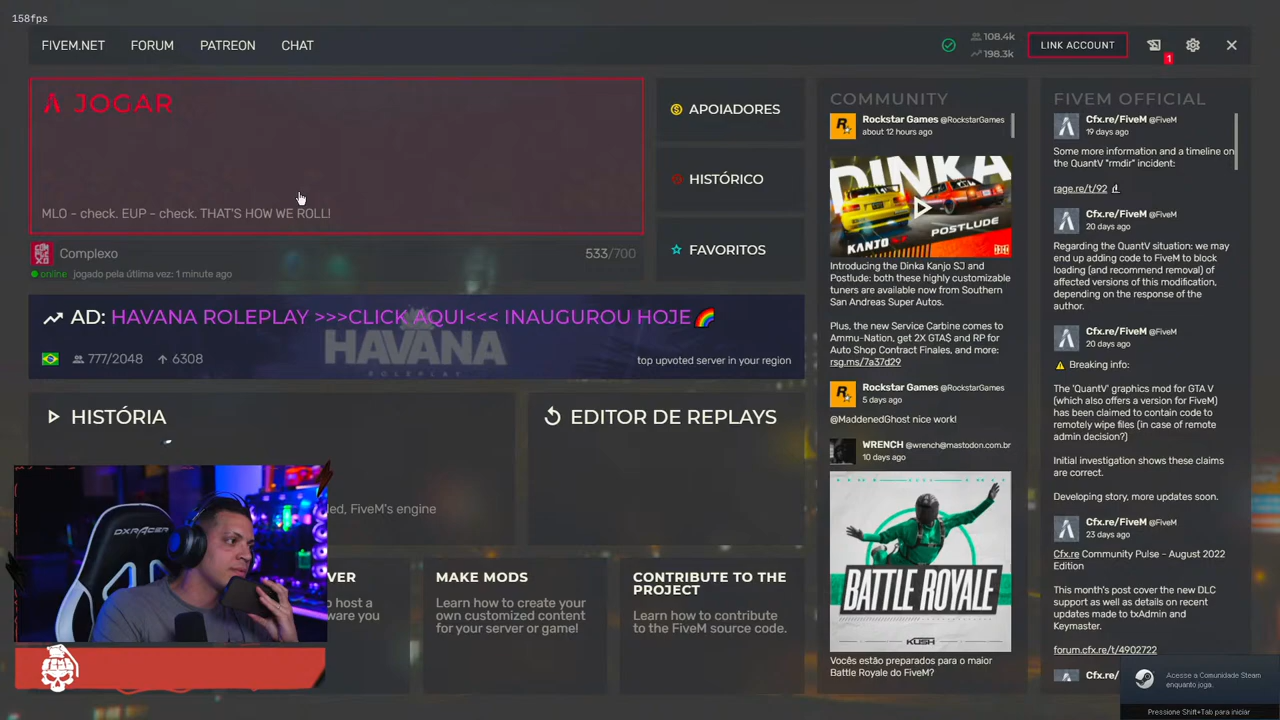 158fps
FIVEM.NET FORUM PATREON CHAT
108.4k
198.3k
LINK ACCOUNT
1
JOGAR
MLO - check. EUP - check. THAT'S HOW WE ROLL!
Complexo 533/700
online jogado pela útlima vez: 1 minute ago
APOIADORES
HISTÓRICO
FAVORITOS
AD: HAVANA ROLEPLAY >>>CLICK AQUI<<< INAUGUROU HOJE
HAVANA
ROLEPLAY
777/2048 6308
top upvoted server in your region
HISTÓRIA
ed, FiveM's engine
EDITOR DE REPLAYS
VER
o host a
ware you
MAKE MODS
Learn how to create your
own customized content
for your server or game!
CONTRIBUTE TO THE
PROJECT
Learn how to contribute
to the FiveM source code.
DXRACER
COMMUNITY
Rockstar Games @RockstarGames
about 12 hours ago
DINKA
KANJO SJ
POSTLUDE
Introducing the Dinka Kanjo SJ and
Postlude: both these highly customizable
tuners are available now from Southern
San Andreas Super Autos.
Plus, the new Service Carbine comes to
Ammu-Nation, get 2X GTA$ and RP for
Auto Shop Contract Finales, and more:
rsg.ms/7a37d29
Rockstar Games @RockstarGames
5 days ago
@MaddenedGhost nice work!
WRENCH @wrench@mastodon.com.br
10 days ago
BATTLE ROYALE
KUSH
Vocês estão preparados para o maior
Battle Royale do FiveM?
FIVEM OFFICIAL
Cfx.re/FiveM @FiveM
19 days ago
Some more information and a timeline on
the QuantV "rmdir" incident:
rage.re/t/92
Cfx.re/FiveM @FiveM
20 days ago
Regarding the QuantV situation: we may
end up adding code to FiveM to block
loading (and recommend removal) of
affected versions of this modification,
depending on the response of the
author.
Cfx.re/FiveM @FiveM
20 days ago
Breaking info:
The 'QuantV' graphics mod for GTA V
(which also offers a version for FiveM)
has been claimed to contain code to
remotely wipe files (in case of remote
admin decision?)
Initial investigation shows these claims
are correct.
Developing story, more updates soon.
Cfx.re/FiveM @FiveM
23 days ago
Cfx.re Community Pulse - August 2022
Edition
This month's post cover the new DLC
support as well as details on recent
updates made to txAdmin and
Keymaster.
forum.cfx.re/t/4902722
Cfx.re/
Acesse a Comunidade Steam
enquanto joga.
Pressione Shift+Tab para iniciar